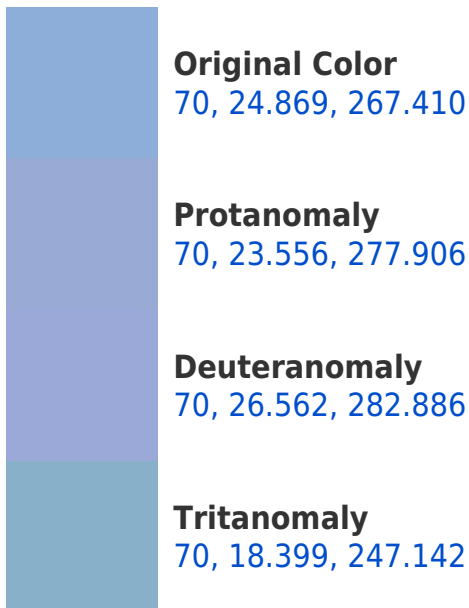 Original Color
70, 24.869, 267.410
Protanomaly
70, 23.556, 277.906
Deuteranomaly
70, 26.562, 282.886
Tritanomaly
70, 18.399, 247.142